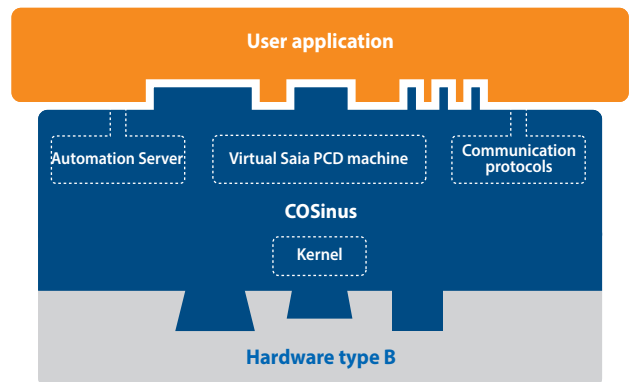 User application
Automation Server
Virtual Saia PCD machine
Communication
protocols
COSinus
Kernel
Hardware type B